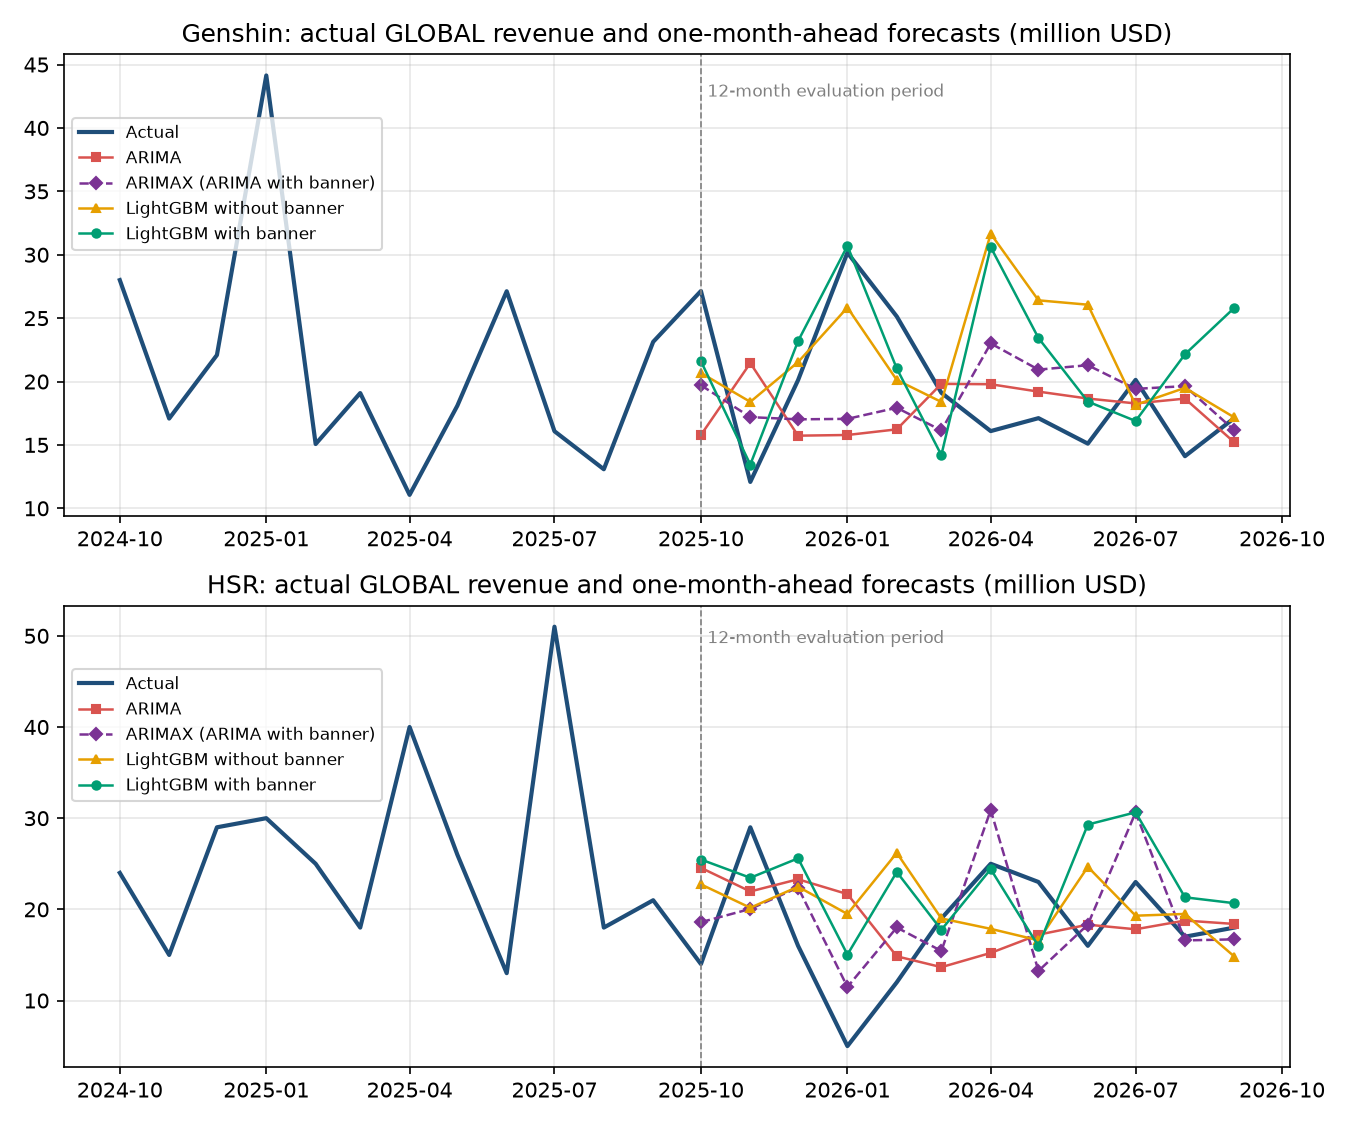 Genshin: actual GLOBAL revenue and one-month-ahead forecasts (million USD)
45
40
35
30
25
20
15
10
12-month evaluation period
Actual
ARIMA
ARIMAX (ARIMA with banner)
LightGBM without banner
LightGBM with banner
2024-10 2025-01 2025-04 2025-07 2025-10 2026-01 2026-04 2026-07 2026-10
HSR: actual GLOBAL revenue and one-month-ahead forecasts (million USD)
50
40
30
20
10
12-month evaluation period
Actual
ARIMA
ARIMAX (ARIMA with banner)
LightGBM without banner
LightGBM with banner
2024-10 2025-01 2025-04 2025-07 2025-10 2026-01 2026-04 2026-07 2026-10